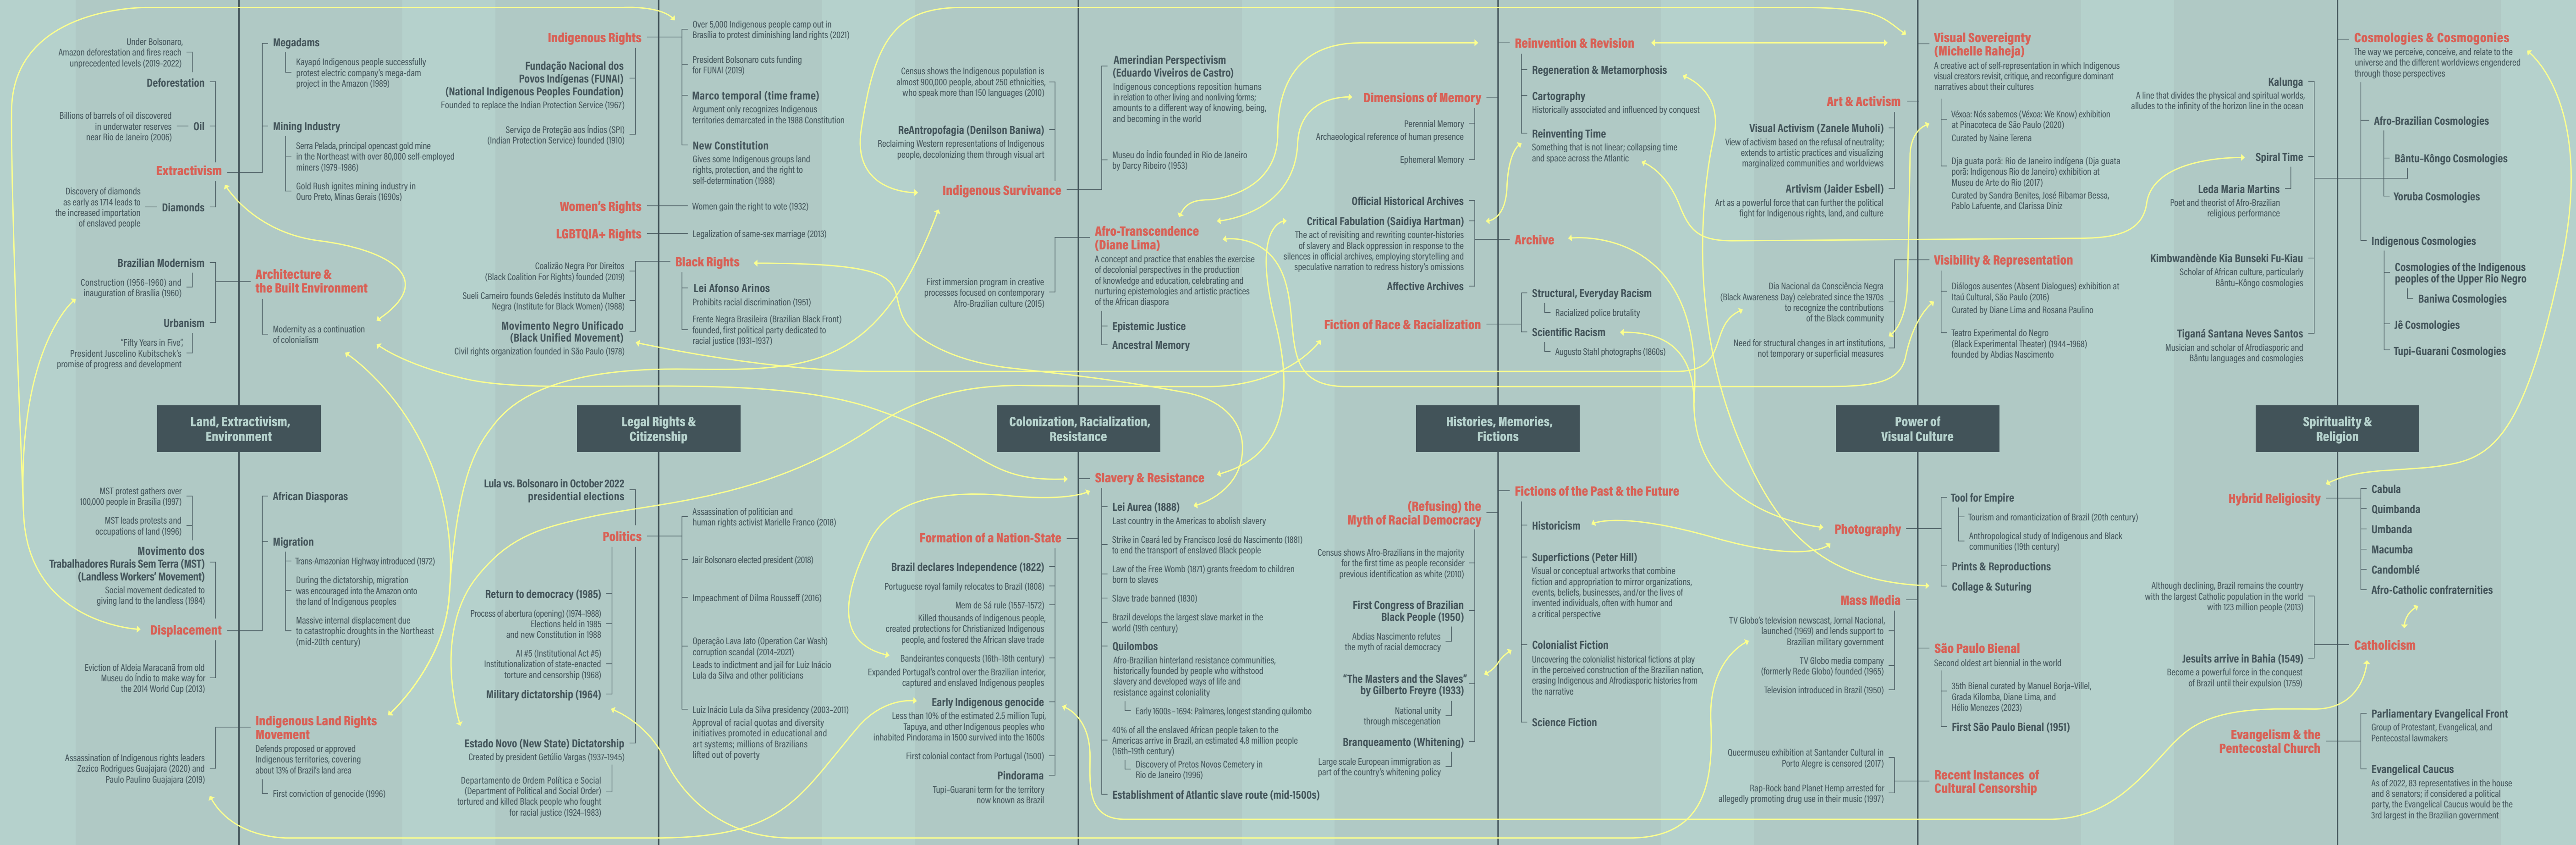 Under Bolsonaro,
Amazon deforestation and fires reach
unprecedented levels (2019-2022)
Deforestation
Billions of barrels of oil discovered
in underwater reserves
near Rio de Janeiro (2006)
Oil
Extractivism
Discovery of diamonds
as early as 1714 leads to
the increased importation
of enslaved people
Diamonds
Megadams
Kayapó Indigenous people successfully
protest electric company's mega-dam
project in the Amazon (1989)
Mining Industry
Serra Pelada, principal opencast gold mine
in the Northeast with over 80,000 self-employed
miners (1979–1986)
Gold Rush ignites mining industry in
Ouro Preto, Minas Gerais (1690s)
Brazilian Modernism
Construction (1956–1960) and
inauguration of Brasília (1960)
Urbanism
"Fifty Years in Five",
President Juscelino Kubitschek's
promise of progress and development
Architecture &
the Built Environment
Modernity as a continuation
of colonialism
Land, Extractivism,
Environment
MST protest gathers over
100,000 people in Brasília (1997)
MST leads protests and
occupations of land (1996)
Movimento dos
Trabalhadores Rurais Sem Terra (MST)
(Landless Workers' Movement)
Social movement dedicated to
giving land to the landless (1984)
Displacement
Eviction of Aldeia Maracanã from old
Museu do Índio to make way for
the 2014 World Cup (2013)
African Diasporas
Migration
Trans-Amazonian Highway introduced (1972)
During the dictatorship, migration
was encouraged into the Amazon onto
the land of Indigenous peoples
Massive internal displacement due
to catastrophic droughts in the Northeast
(mid-20th century)
Indigenous Land Rights
Movement
Defends proposed or approved
Indigenous territories, covering
about 13% of Brazil's land area
First conviction of genocide (1996)
Assassination of Indigenous rights leaders
Zezico Rodrigues Guajajara (2020) and
Paulo Paulino Guajajara (2019)
Indigenous Rights
Fundação Nacional dos
Povos Indígenas (FUNAI)
(National Indigenous Peoples Foundation)
Founded to replace the Indian Protection Service (1967)
Serviço de Proteção aos Índios (SPI)
(Indian Protection Service) founded (1910)
Over 5,000 Indigenous people camp out in
Brasília to protest diminishing land rights (2021)
President Bolsonaro cuts funding
for FUNAI (2019)
Marco temporal (time frame)
Argument only recognizes Indigenous
territories demarcated in the 1988 Constitution
New Constitution
Gives some Indigenous groups land
rights, protection, and the right to
self-determination (1988)
Women's Rights
Women gain the right to vote (1932)
LGBTQIA+ Rights
Legalization of same-sex marriage (2013)
Black Rights
Coalizão Negra Por Direitos
(Black Coalition For Rights) founded (2019)
Sueli Carneiro founds Geledés Instituto da Mulher
Negra (Institute for Black Women) (1988)
Movimento Negro Unificado
(Black Unified Movement)
Civil rights organization founded in São Paulo (1978)
Lei Afonso Arinos
Prohibits racial discrimination (1951)
Frente Negra Brasileira (Brazilian Black Front)
founded, first political party dedicated to
racial justice (1931–1937)
Legal Rights &
Citizenship
Lula vs. Bolsonaro in October 2022
presidential elections
Politics
Return to democracy (1985)
Process of abertura (opening) (1974–1988)
Elections held in 1985
and new Constitution in 1988
AI #5 (Institutional Act #5)
Institutionalization of state-enacted
torture and censorship (1968)
Military dictatorship (1964)
Estado Novo (New State) Dictatorship
Created by president Getúlio Vargas (1937–1945)
Departamento de Ordem Política e Social
(Department of Political and Social Order)
tortured and killed Black people who fought
for racial justice (1924–1983)
Assassination of politician and
human rights activist Marielle Franco (2018)
Jair Bolsonaro elected president (2018)
Impeachment of Dilma Rousseff (2016)
Operação Lava Jato (Operation Car Wash)
corruption scandal (2014-2021)
Leads to indictment and jail for Luiz Inácio
Lula da Silva and other politicians
Luiz Inácio Lula da Silva presidency (2003–2011)
Approval of racial quotas and diversity
initiatives promoted in educational and
art systems; millions of Brazilians
lifted out of poverty
Census shows the Indigenous population is
almost 900,000 people, about 250 ethnicities,
who speak more than 150 languages (2010)
ReAntropofagia (Denilson Baniwa)
Reclaiming Western representations of Indigenous
people, decolonizing them through visual art
Indigenous Survivance
Amerindian Perspectivism
(Eduardo Viveiros de Castro)
Indigenous conceptions reposition humans
in relation to other living and nonliving forms;
amounts to a different way of knowing, being,
and becoming in the world
Museu do Índio founded in Rio de Janeiro
by Darcy Ribeiro (1953)
Afro-Transcendence
(Diane Lima)
A concept and practice that enables the exercise
of decolonial perspectives in the production
of knowledge and education, celebrating and
nurturing epistemologies and artistic practices
of the African diaspora
Epistemic Justice
Ancestral Memory
First immersion program in creative
processes focused on contemporary
Afro-Brazilian culture (2015)
Colonization, Racialization,
Resistance
Slavery & Resistance
Lei Aurea (1888)
Last country in the Americas to abolish slavery
Strike in Ceará led by Francisco José do Nascimento (1881)
to end the transport of enslaved Black people
Law of the Free Womb (1871) grants freedom to children
born to slaves
Slave trade banned (1830)
Brazil develops the largest slave market in the
world (19th century)
Quilombos
Afro-Brazilian hinterland resistance communities,
historically founded by people who withstood
slavery and developed ways of life and
resistance against coloniality
Early 1600s – 1694: Palmares, longest standing quilombo
40% of all the enslaved African people taken to the
Americas arrive in Brazil, an estimated 4.8 million people
(16th–19th century)
Discovery of Pretos Novos Cemetery in
Rio de Janeiro (1996)
Establishment of Atlantic slave route (mid-1500s)
Formation of a Nation-State
Brazil declares Independence (1822)
Portuguese royal family relocates to Brazil (1808)
Mem de Sá rule (1557–1572)
Killed thousands of Indigenous people,
created protections for Christianized Indigenous
people, and fostered the African slave trade
Bandeirantes conquests (16th–18th century)
Expanded Portugal's control over the Brazilian interior,
captured and enslaved Indigenous peoples
Early Indigenous genocide
Less than 10% of the estimated 2.5 million Tupi,
Tapuya, and other Indigenous peoples who
inhabited Pindorama in 1500 survived into the 1600s
First colonial contact from Portugal (1500)
Pindorama
Tupi–Guarani term for the territory
now known as Brazil
Reinvention & Revision
Regeneration & Metamorphosis
Cartography
Historically associated and influenced by conquest
Reinventing Time
Something that is not linear; collapsing time
and space across the Atlantic
Dimensions of Memory
Perennial Memory
Archaeological reference of human presence
Ephemeral Memory
Official Historical Archives
Critical Fabulation (Saidiya Hartman)
The act of revisiting and rewriting counter-histories
of slavery and Black oppression in response to the
silences in official archives, employing storytelling and
speculative narration to redress history's omissions
Affective Archives
Archive
Fiction of Race & Racialization
Structural, Everyday Racism
Racialized police brutality
Scientific Racism
Augusto Stahl photographs (1860s)
Histories, Memories,
Fictions
(Refusing) the
Myth of Racial Democracy
Census shows Afro-Brazilians in the majority
for the first time as people reconsider
previous identification as white (2010)
First Congress of Brazilian
Black People (1950)
Abdias Nascimento refutes
the myth of racial democracy
"The Masters and the Slaves"
by Gilberto Freyre (1933)
National unity
through miscegenation
Branqueamento (Whitening)
Large scale European immigration as
part of the country's whitening policy
Fictions of the Past & the Future
Historicism
Superfictions (Peter Hill)
Visual or conceptual artworks that combine
fiction and appropriation to mirror organizations,
events, beliefs, businesses, and/or the lives of
invented individuals, often with humor and
a critical perspective
Colonialist Fiction
Uncovering the colonialist historical fictions at play
in the perceived construction of the Brazilian nation,
erasing Indigenous and Afrodiasporic histories from
the narrative
Science Fiction
Visual Sovereignty
(Michelle Raheja)
A creative act of self-representation in which Indigenous
visual creators revisit, critique, and reconfigure dominant
narratives about their cultures
Art & Activism
Visual Activism (Zanele Muholi)
View of activism based on the refusal of neutrality;
extends to artistic practices and visualizing
marginalized communities and worldviews
Artivism (Jaider Esbell)
Art as a powerful force that can further the political
fight for Indigenous rights, land, and culture
Véxoa: Nós sabemos (Véxoa: We Know) exhibition
at Pinacoteca de São Paulo (2020)
Curated by Naine Terena
Dja guata porã: Rio de Janeiro indígena (Dja guata
porã: Indigenous Rio de Janeiro) exhibition at
Museu de Arte do Rio (2017)
Curated by Sandra Benites, José Ribamar Bessa,
Pablo Lafuente, and Clarissa Diniz
Visibility & Representation
Dia Nacional da Consciência Negra
(Black Awareness Day) celebrated since the 1970s
to recognize the contributions
of the Black community
Need for structural changes in art institutions,
not temporary or superficial measures
Diálogos ausentes (Absent Dialogues) exhibition at
Itaú Cultural, São Paulo (2016)
Curated by Diane Lima and Rosana Paulino
Teatro Experimental do Negro
(Black Experimental Theater) (1944–1968)
founded by Abdias Nascimento
Power of
Visual Culture
Photography
Tool for Empire
Tourism and romanticization of Brazil (20th century)
Anthropological study of Indigenous and Black
communities (19th century)
Prints & Reproductions
Collage & Suturing
Mass Media
TV Globo's television newscast, Jornal Nacional,
launched (1969) and lends support to
Brazilian military government
TV Globo media company
(formerly Rede Globo) founded (1965)
Television introduced in Brazil (1950)
São Paulo Bienal
Second oldest art biennial in the world
35th Bienal curated by Manuel Borja–Villel,
Grada Kilomba, Diane Lima, and
Hélio Menezes (2023)
First São Paulo Bienal (1951)
Queermuseu exhibition at Santander Cultural in
Porto Alegre is censored (2017)
Rap-Rock band Planet Hemp arrested for
allegedly promoting drug use in their music (1997)
Recent Instances of
Cultural Censorship
Cosmologies & Cosmogonies
The way we perceive, conceive, and relate to the
universe and the different worldviews engendered
through those perspectives
Kalunga
A line that divides the physical and spiritual worlds,
alludes to the infinity of the horizon line in the ocean
Spiral Time
Leda Maria Martins
Poet and theorist of Afro-Brazilian
religious performance
Kimbwandènde Kia Bunseki Fu-Kiau
Scholar of African culture, particularly
Bântu–Kôngo cosmologies
Tiganá Santana Neves Santos
Musician and scholar of Afrodiasporic and
Bântu languages and cosmologies
Afro-Brazilian Cosmologies
Bântu–Kôngo Cosmologies
Yoruba Cosmologies
Indigenous Cosmologies
Cosmologies of the Indigenous
peoples of the Upper Rio Negro
Baniwa Cosmologies
Jê Cosmologies
Tupi-Guarani Cosmologies
Spirituality &
Religion
Hybrid Religiosity
Cabula
Quimbanda
Umbanda
Macumba
Candomblé
Afro-Catholic confraternities
Although declining, Brazil remains the country
with the largest Catholic population in the world
with 123 million people (2013)
Catholicism
Jesuits arrive in Bahia (1549)
Become a powerful force in the conquest
of Brazil until their expulsion (1759)
Evangelism & the
Pentecostal Church
Parliamentary Evangelical Front
Group of Protestant, Evangelical, and
Pentecostal lawmakers
Evangelical Caucus
As of 2022, 83 representatives in the house
and 8 senators; if considered a political
party, the Evangelical Caucus would be the
3rd largest in the Brazilian government